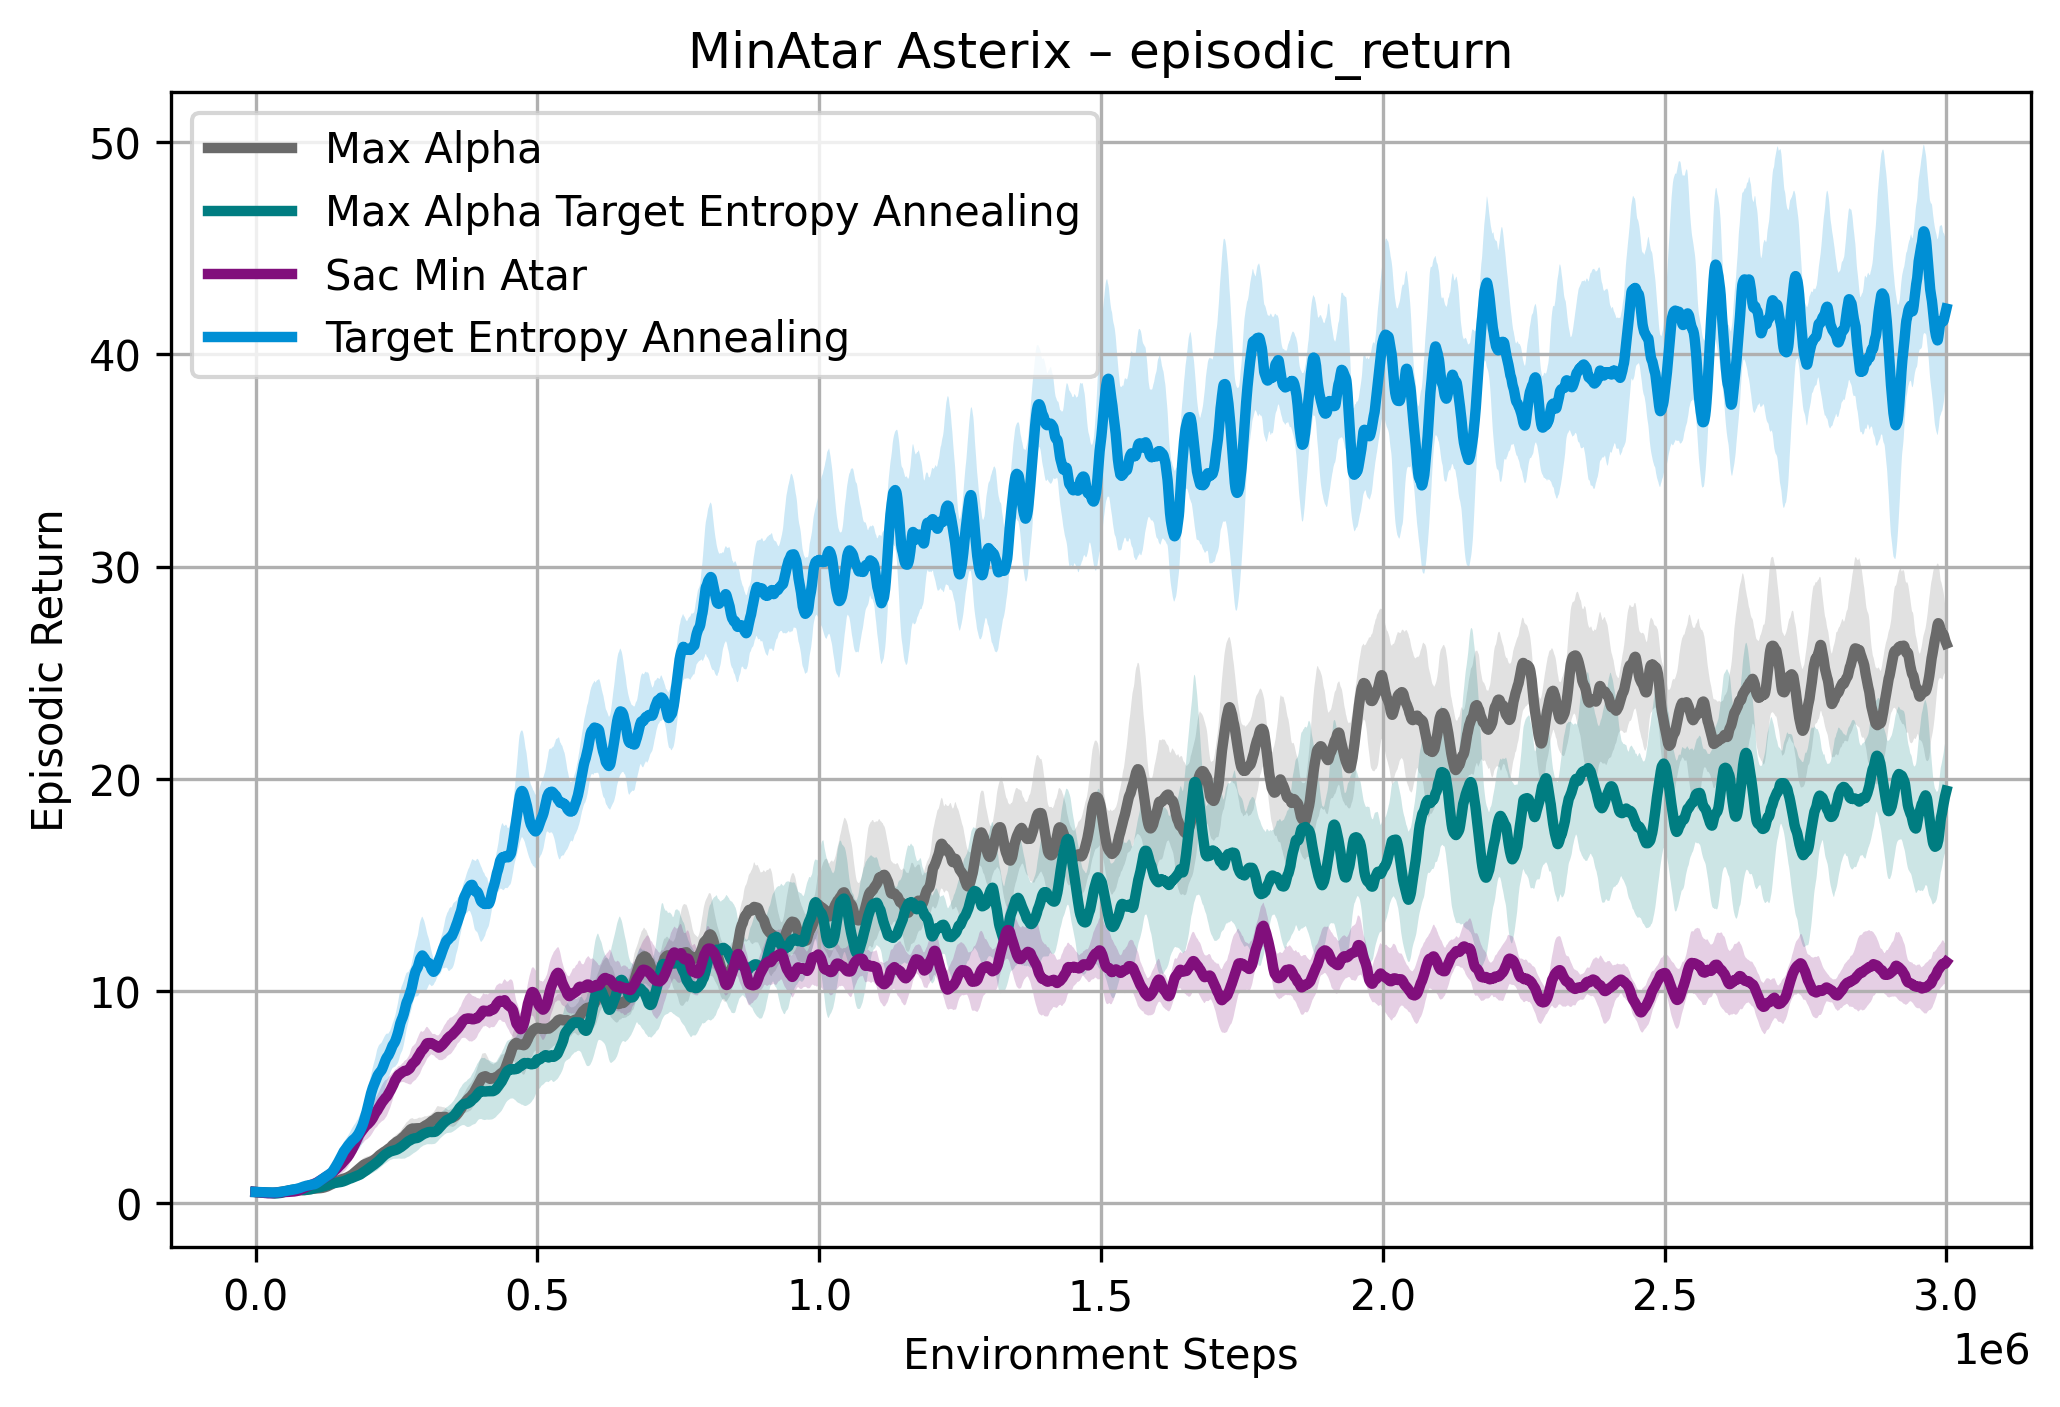 MinAtar Asterix – episodic_return
Max Alpha
Max Alpha Target Entropy Annealing
Sac Min Atar
Target Entropy Annealing
Episodic Return
50
40
30
20
10
0
0.0 0.5 1.0 1.5 2.0 2.5 3.0
1e6
Environment Steps